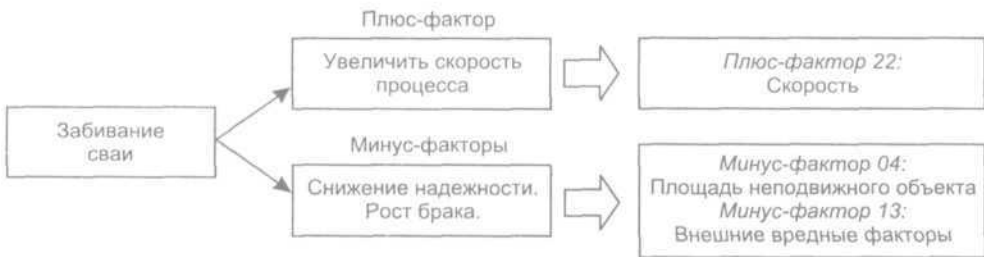 Плюс-фактор
Увеличить скорость
процесса
Плюс-фактор 22:
Скорость
Забивание
сваи
Минус-факторы
Снижение надежности.
Рост брака.
Минус-фактор 04:
Площадь неподвижного объекта
Минус-фактор 13:
Внешние вредные факторы